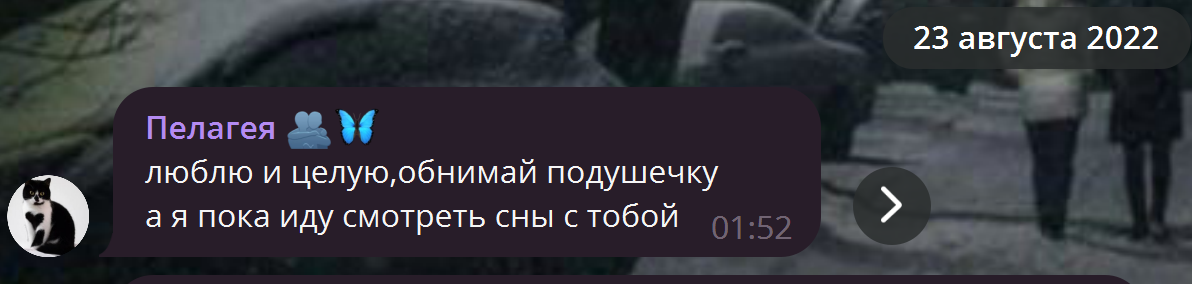 23 августа 2022
Пелагея 🫂🦋
люблю и целую,обнимай подушечку
а я пока иду смотреть сны с тобой
01:52